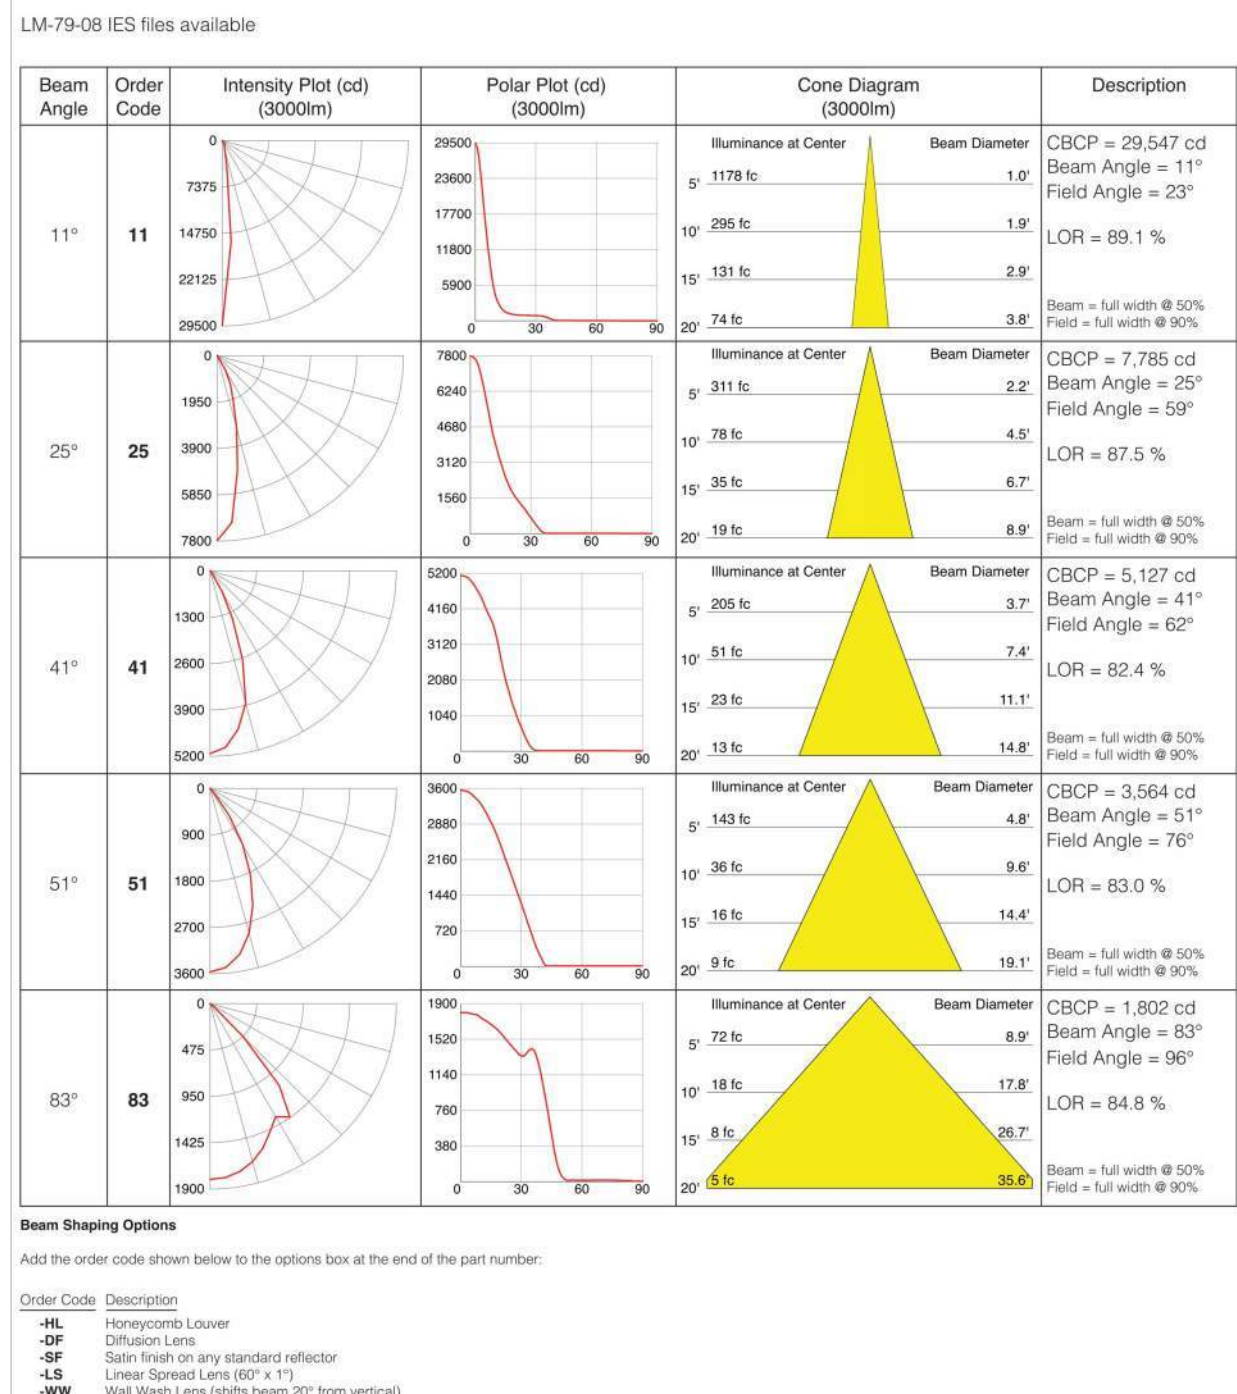 LM-79-08 IES files available
Beam Angle
Order Code
Intensity Plot (cd) (3000lm)
Polar Plot (cd) (3000lm)
Cone Diagram (3000lm)
Description
11°
11
0
7375
14750
22125
29500
29500
23600
17700
11800
5900
0 30 60 90
Illuminance at Center Beam Diameter
5' 1178 fc 1.0'
10' 295 fc 1.9'
15' 131 fc 2.9'
20' 74 fc 3.8'
CBCP = 29,547 cd
Beam Angle = 11°
Field Angle = 23°
LOR = 89.1 %
Beam = full width @ 50%
Field = full width @ 90%
25°
25
0
1950
3900
5850
7800
7800
6240
4680
3120
1560
0 30 60 90
Illuminance at Center Beam Diameter
5' 311 fc 2.2'
10' 78 fc 4.5'
15' 35 fc 6.7'
20' 19 fc 8.9'
CBCP = 7,785 cd
Beam Angle = 25°
Field Angle = 59°
LOR = 87.5 %
Beam = full width @ 50%
Field = full width @ 90%
41°
41
0
1300
2600
3900
5200
5200
4160
3120
2080
1040
0 30 60 90
Illuminance at Center Beam Diameter
5' 205 fc 3.7'
10' 51 fc 7.4'
15' 23 fc 11.1'
20' 13 fc 14.8'
CBCP = 5,127 cd
Beam Angle = 41°
Field Angle = 62°
LOR = 82.4 %
Beam = full width @ 50%
Field = full width @ 90%
51°
51
0
900
1800
2700
3600
3600
2880
2160
1440
720
0 30 60 90
Illuminance at Center Beam Diameter
5' 143 fc 4.8'
10' 36 fc 9.6'
15' 16 fc 14.4'
20' 9 fc 19.1'
CBCP = 3,564 cd
Beam Angle = 51°
Field Angle = 76°
LOR = 83.0 %
Beam = full width @ 50%
Field = full width @ 90%
83°
83
0
475
950
1425
1900
1900
1520
1140
760
380
0 30 60 90
Illuminance at Center Beam Diameter
5' 72 fc 8.9'
10' 18 fc 17.8'
15' 8 fc 26.7'
20' 5 fc 35.6'
CBCP = 1,802 cd
Beam Angle = 83°
Field Angle = 96°
LOR = 84.8 %
Beam = full width @ 50%
Field = full width @ 90%
Beam Shaping Options
Add the order code shown below to the options box at the end of the part number:
Order Code Description
-HL Honeycomb Louver
-DF Diffusion Lens
-SF Satin finish on any standard reflector
-LS Linear Spread Lens (60° x 1°)
-WW Wall Wash Lens (shifts beam 20° from vertical)